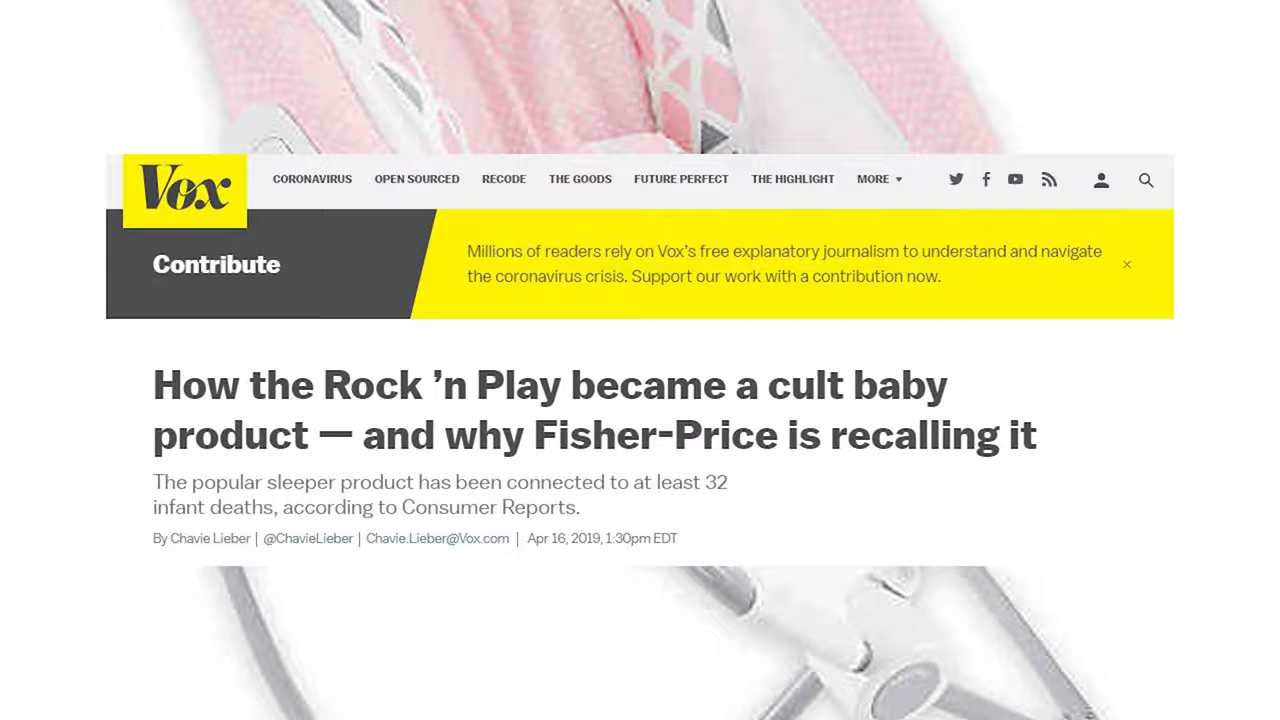 Vox
CORONAVIRUS OPEN SOURCED RECODE THE GOODS FUTURE PERFECT THE HIGHLIGHT MORE
Contribute
Millions of readers rely on Vox's free explanatory journalism to understand and navigate
the coronavirus crisis. Support our work with a contribution now.
How the Rock ’n Play became a cult baby
product — and why Fisher-Price is recalling it
The popular sleeper product has been connected to at least 32
infant deaths, according to Consumer Reports.
By Chavie Lieber | @ChavieLieber | Chavie.Lieber@Vox.com | Apr 16, 2019, 1:30pm EDT